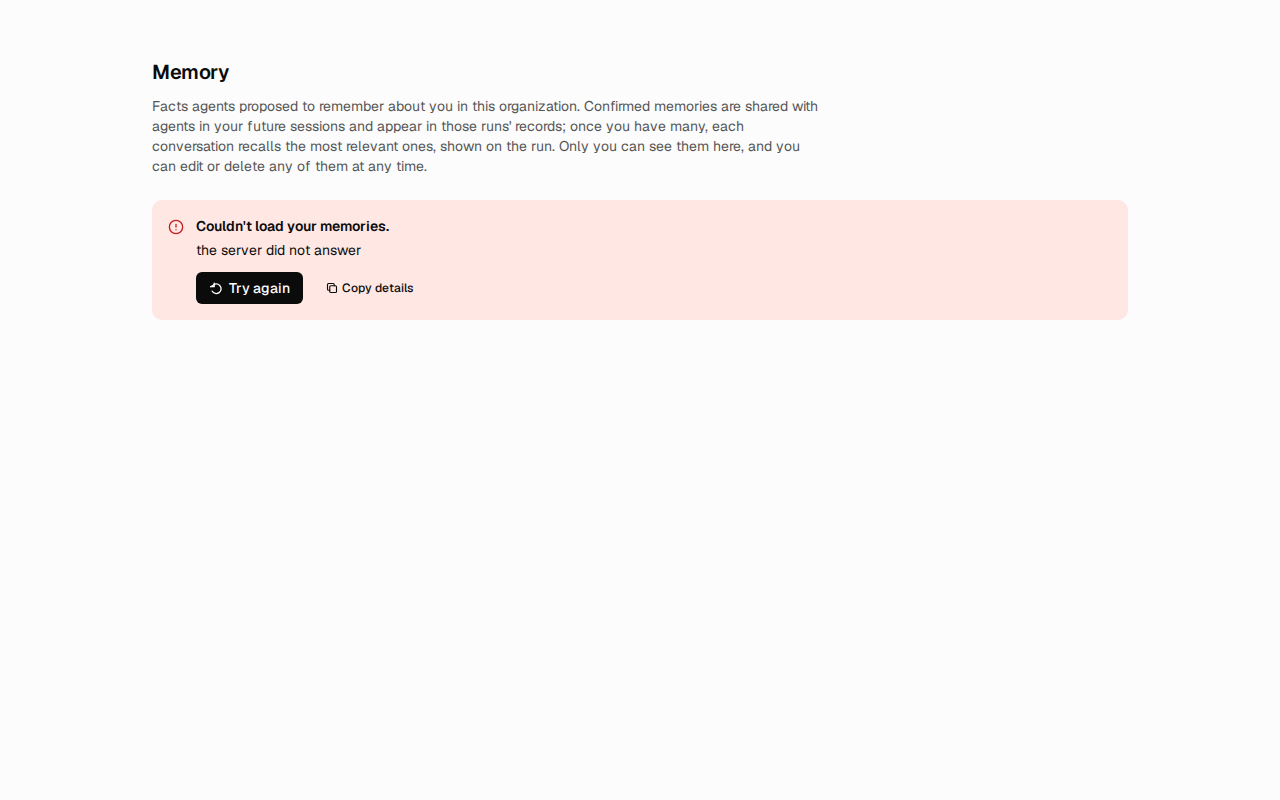 Memory
Facts agents proposed to remember about you in this organization. Confirmed memories are shared with
agents in your future sessions and appear in those runs' records; once you have many, each
conversation recalls the most relevant ones, shown on the run. Only you can see them here, and you
can edit or delete any of them at any time.
Couldn't load your memories.
the server did not answer
Try again
Copy details